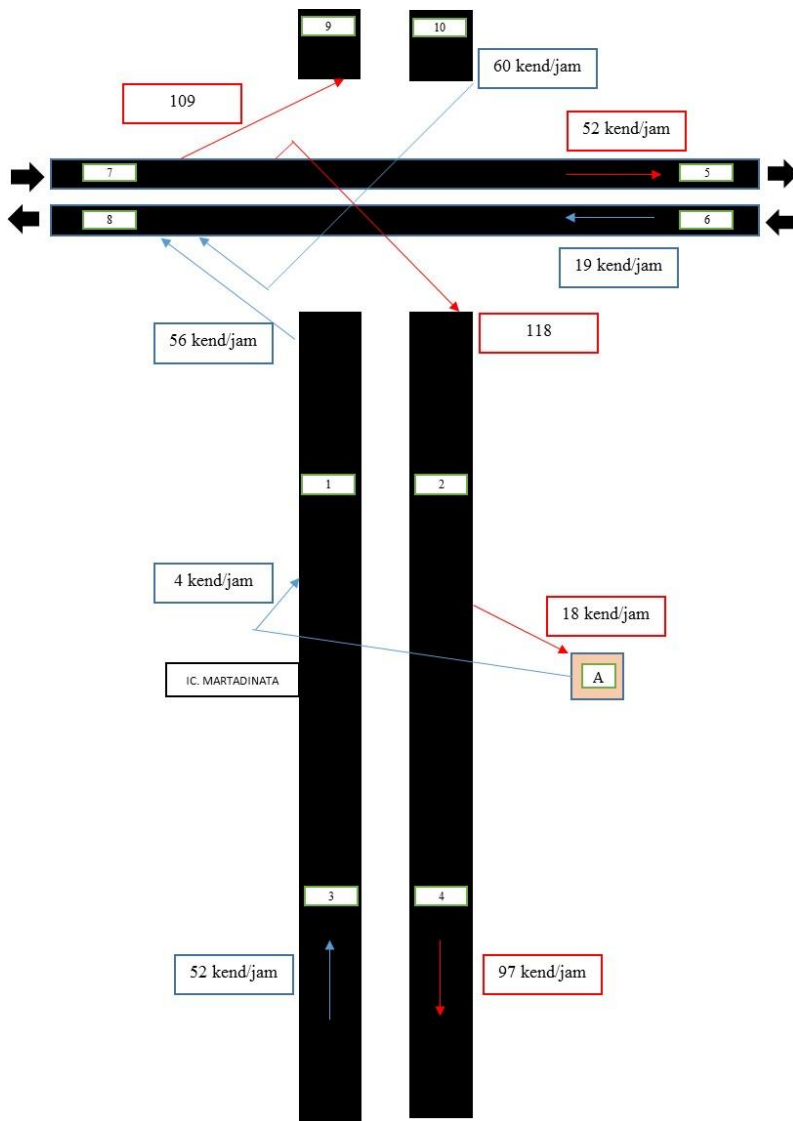 9
10
60 kend/jam
109
52 kend/jam
7
5
8
6
19 kend/jam
56 kend/jam
118
1
2
4 kend/jam
18 kend/jam
IC. MARTADINATA
A
3
4
52 kend/jam
97 kend/jam